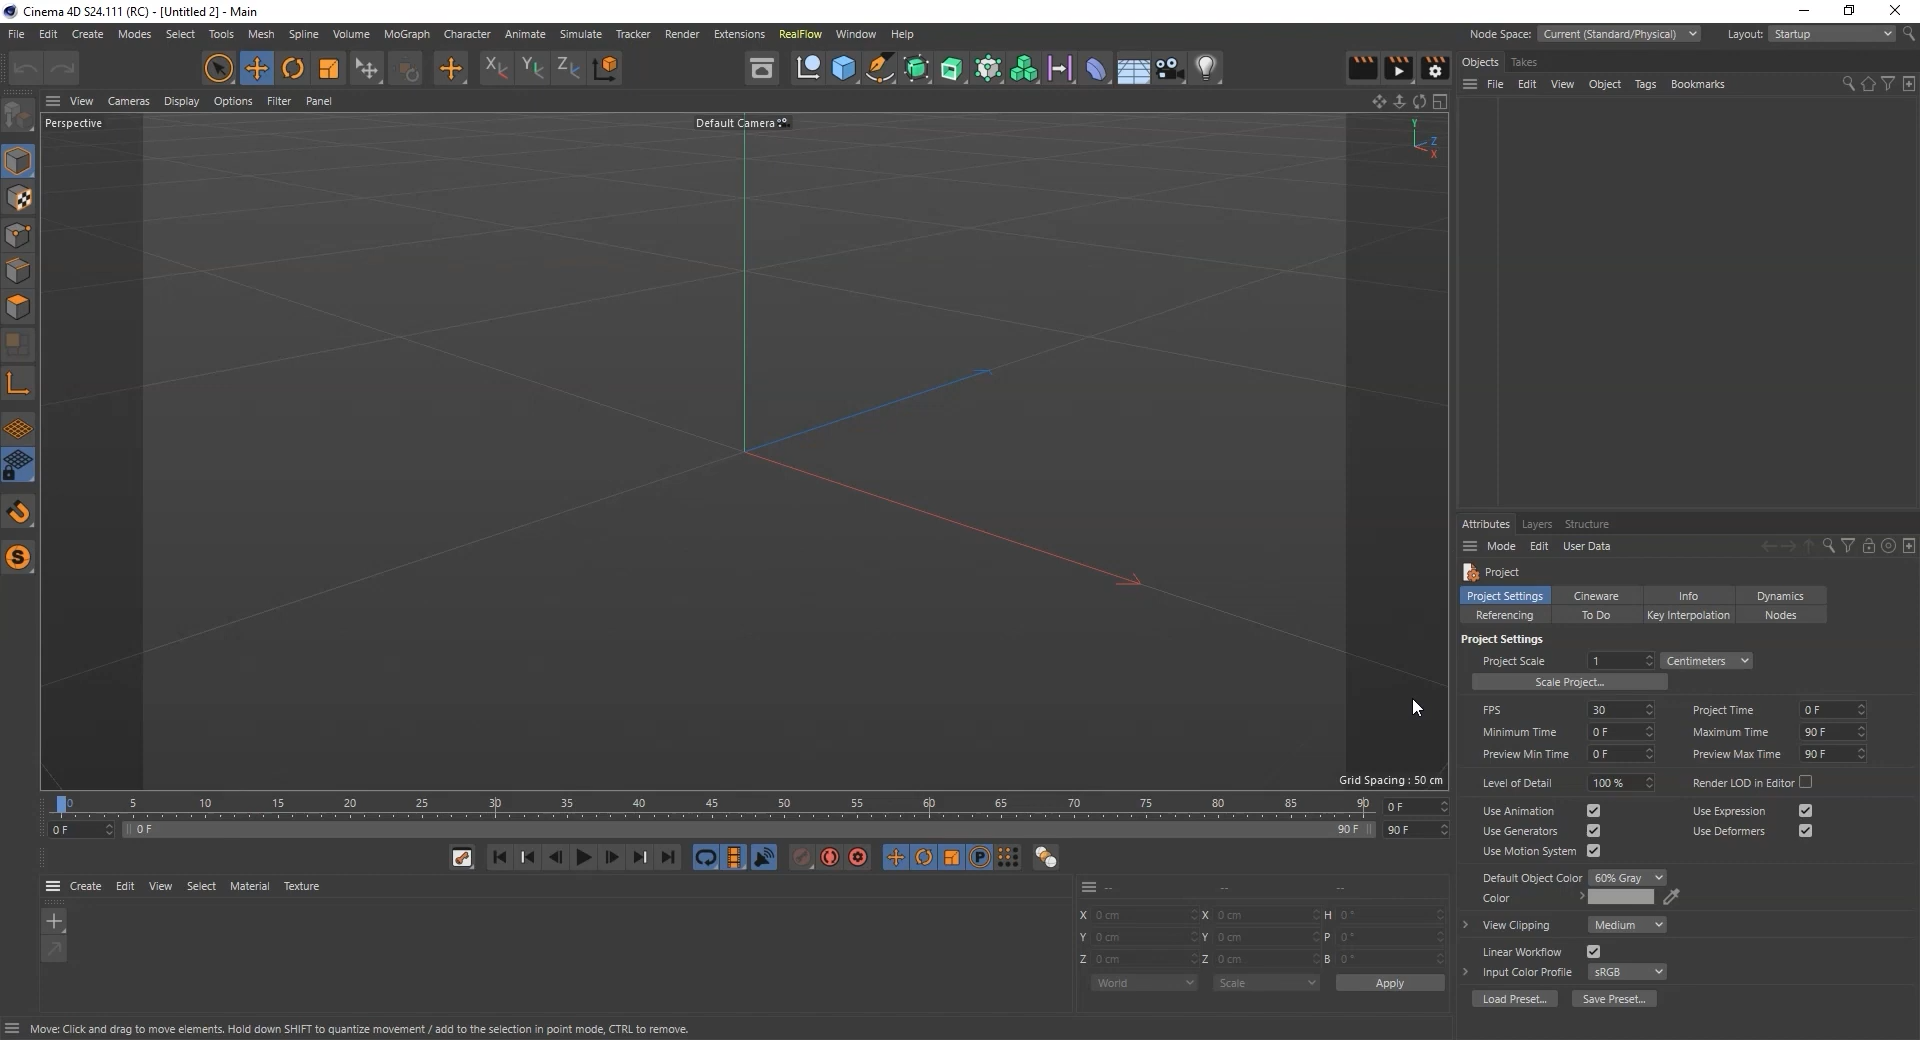 Cinema 4D S24.111 (RC) - [Untitled 2] - Main
File Edit Create Modes Select Tools Mesh Spline Volume MoGraph Character Animate Simulate Tracker Render Extensions RealFlow Window Help
Node Space: Current (Standard/Physical) Layout: Startup
X Y Z
Objects Takes
File Edit View Object Tags Bookmarks
View Cameras Display Options Filter Panel
Perspective
Default Camera
Y
Z
X
Grid Spacing : 50 cm
Attributes Layers Structure
Mode Edit User Data
Project
Project Settings Cineware Info Dynamics
Referencing To Do Key Interpolation Nodes
Project Settings
Project Scale 1 Centimeters
Scale Project...
FPS 30 Project Time 0 F
Minimum Time 0 F Maximum Time 90 F
Preview Min Time 0 F Preview Max Time 90 F
Level of Detail 100 % Render LOD in Editor
Use Animation Use Expression
Use Generators Use Deformers
Use Motion System
Default Object Color 60% Gray
Color
View Clipping Medium
Linear Workflow
Input Color Profile sRGB
Load Preset... Save Preset...
S
0 5 10 15 20 25 30 35 40 45 50 55 60 65 70 75 80 85 90 0 F
0 F 0 F 90 F 90 F
P
Create Edit View Select Material Texture
-- -- --
X 0 cm X 0 cm H 0 °
Y 0 cm Y 0 cm P 0 °
Z 0 cm Z 0 cm B 0 °
World Scale Apply
Move: Click and drag to move elements. Hold down SHIFT to quantize movement / add to the selection in point mode, CTRL to remove.